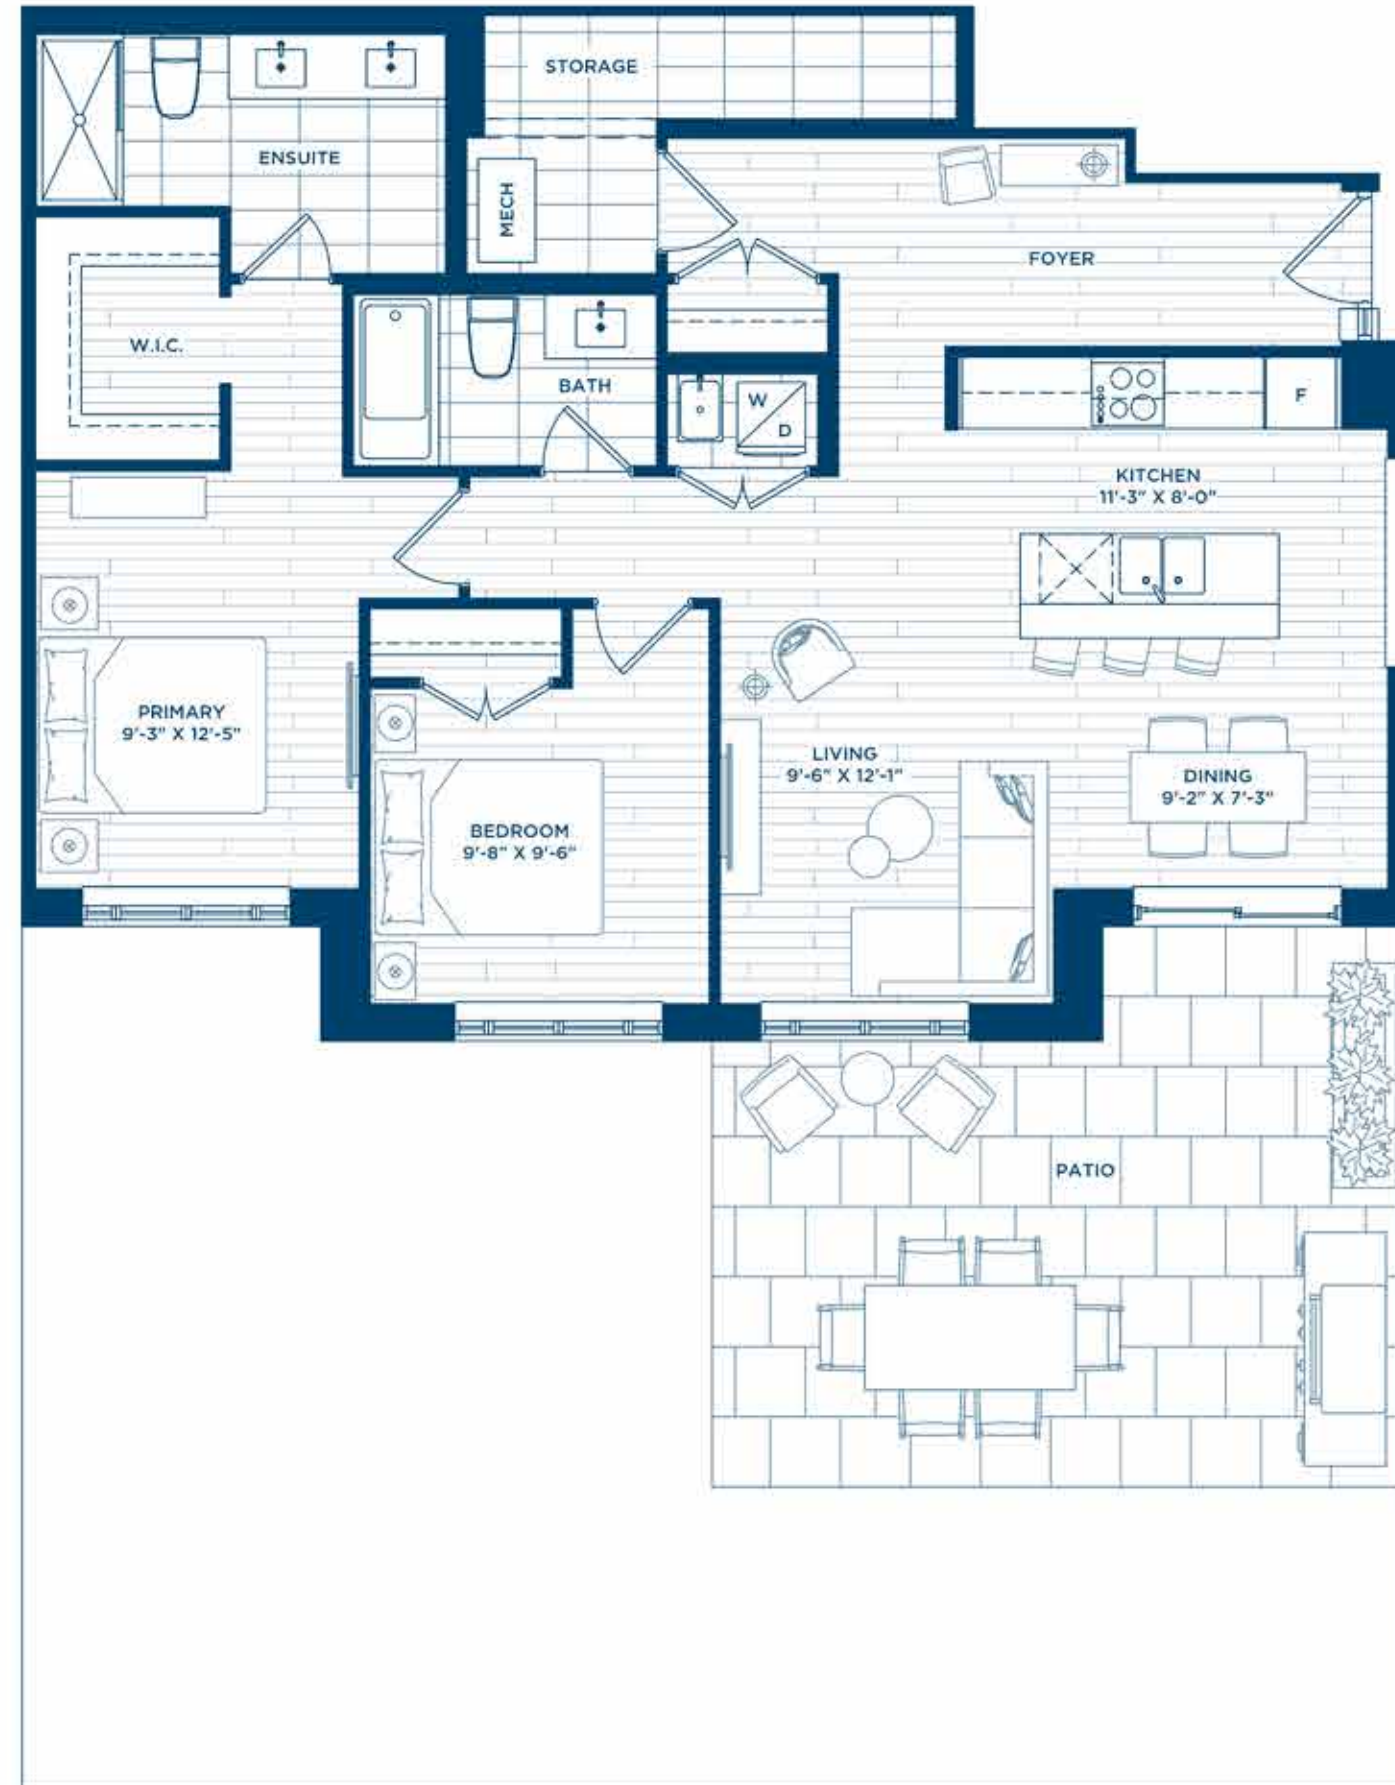 STORAGE
ENSUITE
MECH
FOYER
W.I.C.
BATH
W
D
F
KITCHEN
11'-3" X 8'-0"
PRIMARY
9'-3" X 12'-5"
LIVING
9'-6" X 12'-1"
DINING
9'-2" X 7'-3"
BEDROOM
9'-8" X 9'-6"
PATIO